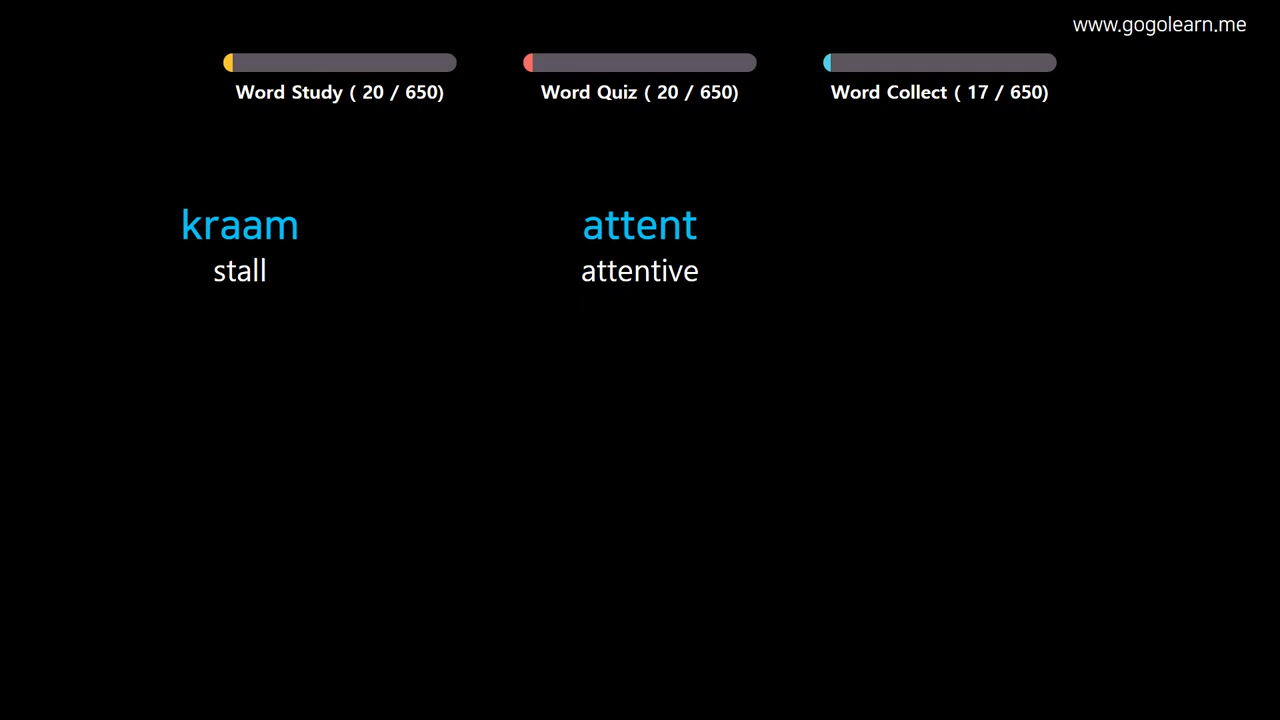 www.gogolearn.me
Word Study ( 20 / 650)
Word Quiz ( 20 / 650)
Word Collect ( 17 / 650)
kraam
stall
attent
attentive